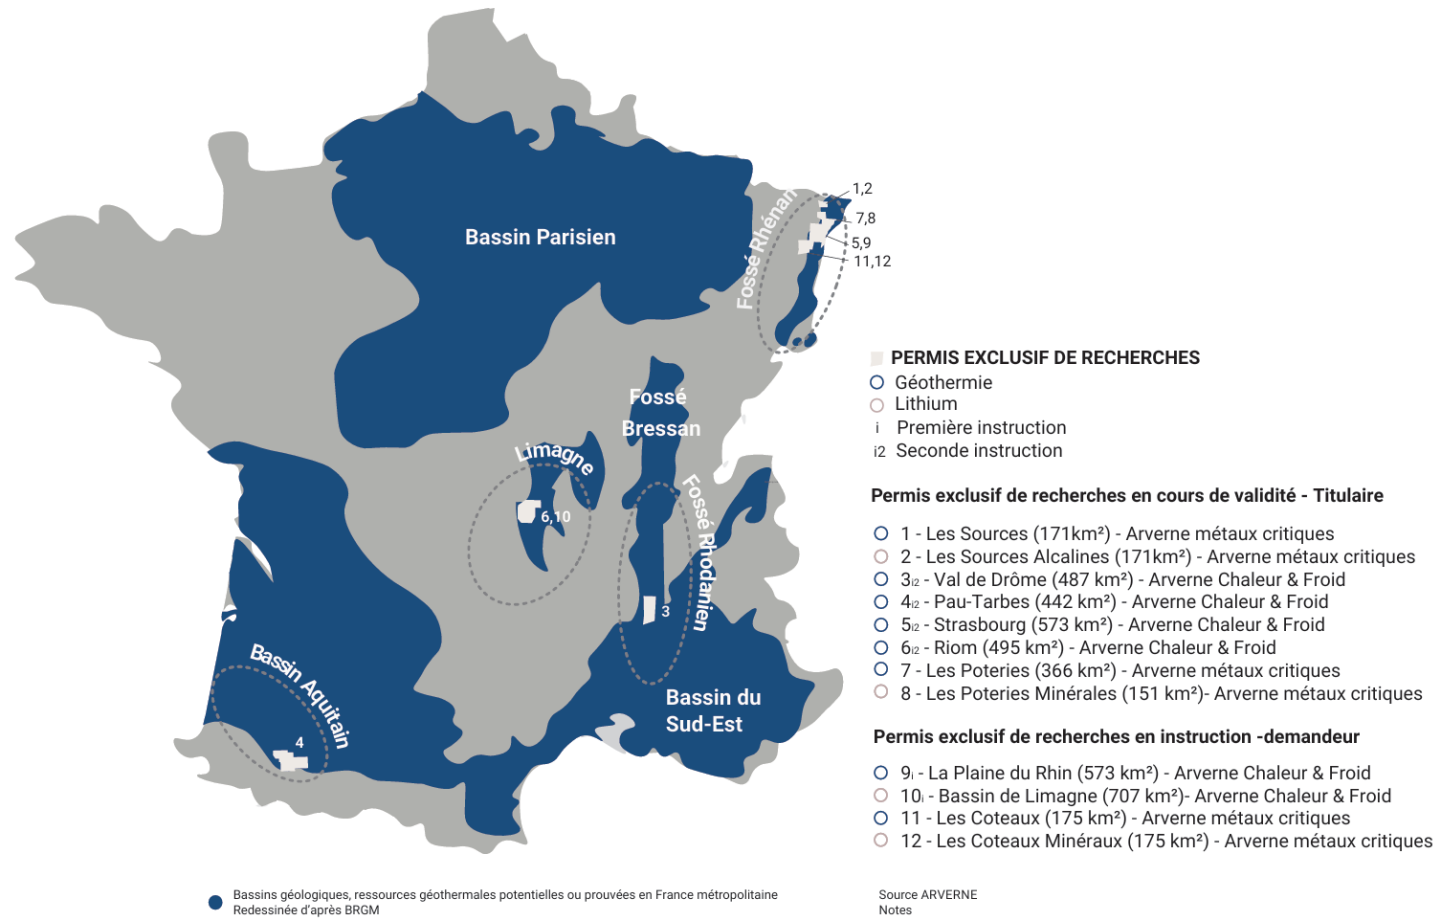 1,2
Fossé Rhénan
7,8
Bassin Parisien
5,9
11,12
PERMIS EXCLUSIF DE RECHERCHES
Géothermie
Lithium
i Première instruction
i2 Seconde instruction
Fossé
Bressan
Limagne
6,10
Fossé Rhodanien
3
Bassin Aquitain
4
Bassin du
Sud-Est
Permis exclusif de recherches en cours de validité - Titulaire
1 - Les Sources (171km²) - Arverne métaux critiques
2 - Les Sources Alcalines (171km²) - Arverne métaux critiques
3i2 - Val de Drôme (487 km²) - Arverne Chaleur & Froid
4i2 - Pau-Tarbes (442 km²) - Arverne Chaleur & Froid
5i2 - Strasbourg (573 km²) - Arverne Chaleur & Froid
6i2 - Riom (495 km²) - Arverne Chaleur & Froid
7 - Les Poteries (366 km²) - Arverne métaux critiques
8 - Les Poteries Minérales (151 km²)- Arverne métaux critiques
Permis exclusif de recherches en instruction -demandeur
9i - La Plaine du Rhin (573 km²) - Arverne Chaleur & Froid
10i - Bassin de Limagne (707 km²)- Arverne Chaleur & Froid
11 - Les Coteaux (175 km²) - Arverne métaux critiques
12 - Les Coteaux Minéraux (175 km²) - Arverne métaux critiques
Bassins géologiques, ressources géothermales potentielles ou prouvées en France métropolitaine
Redessinée d'après BRGM
Source ARVERNE
Notes